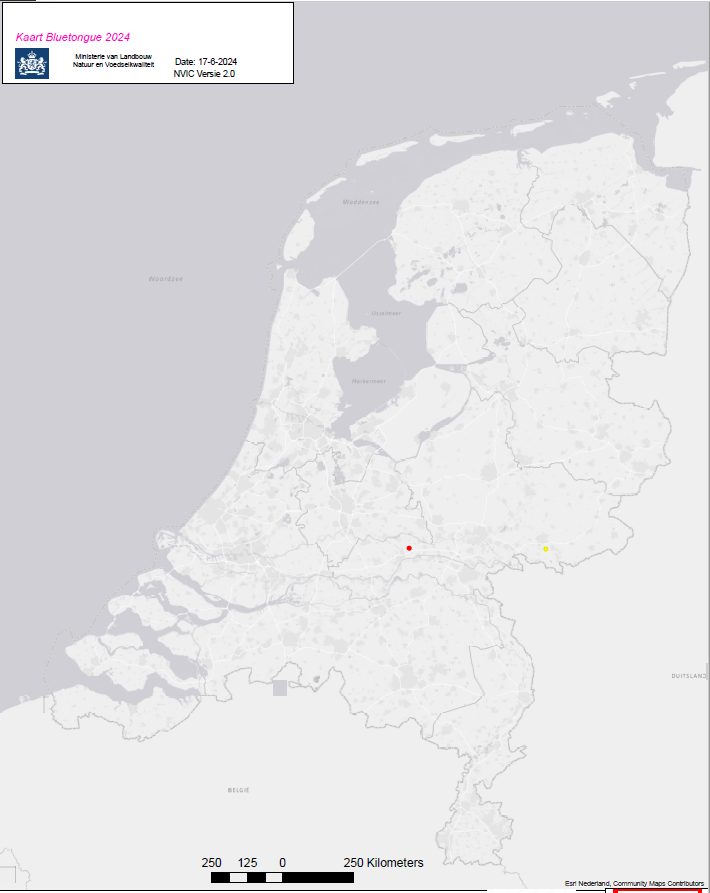 Kaart Bluetongue 2024
Ministerie van Landbouw
Natuur en Voedselkwaliteit
Date: 17-6-2024
NVIC Versie 2.0
Waddenzee
Noordzee
IJsselmeer
Markermeer
DUITSLAND
BELGIË
250 125 0 250 Kilometers
Esri Nederland, Community Maps Contributors